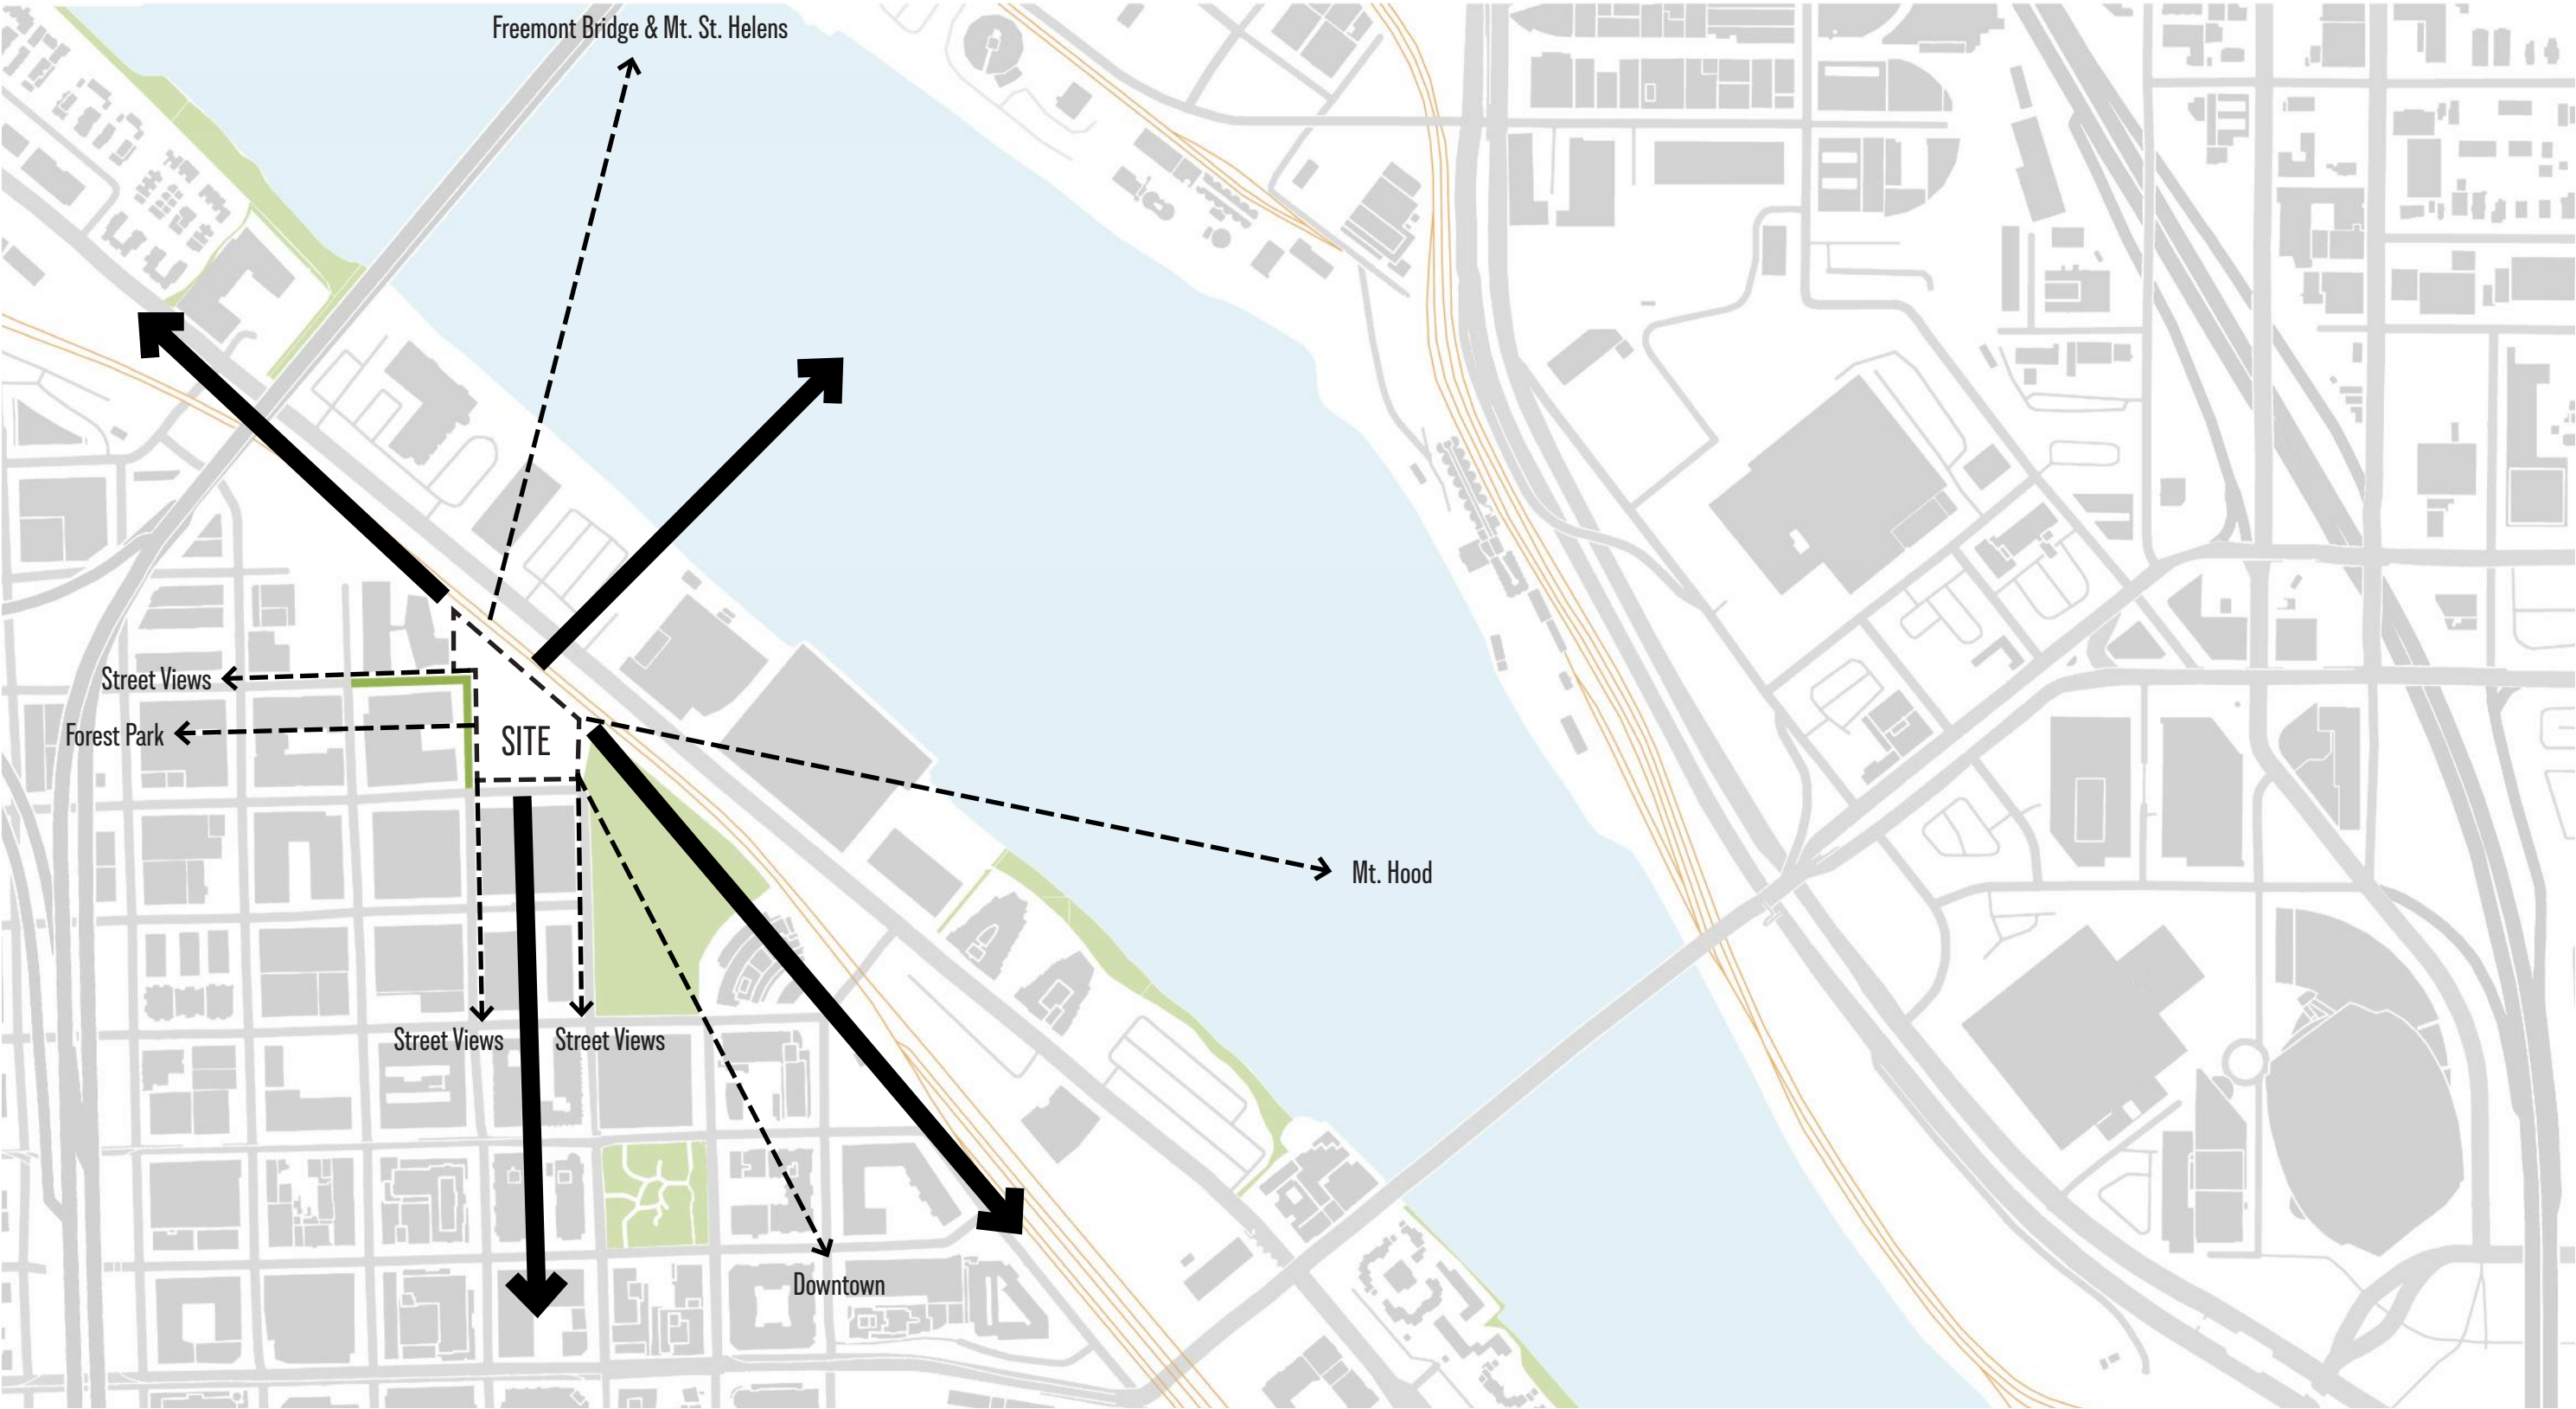 Freemont Bridge & Mt. St. Helens
Street Views
Forest Park
SITE
Mt. Hood
Street Views
Street Views
Downtown